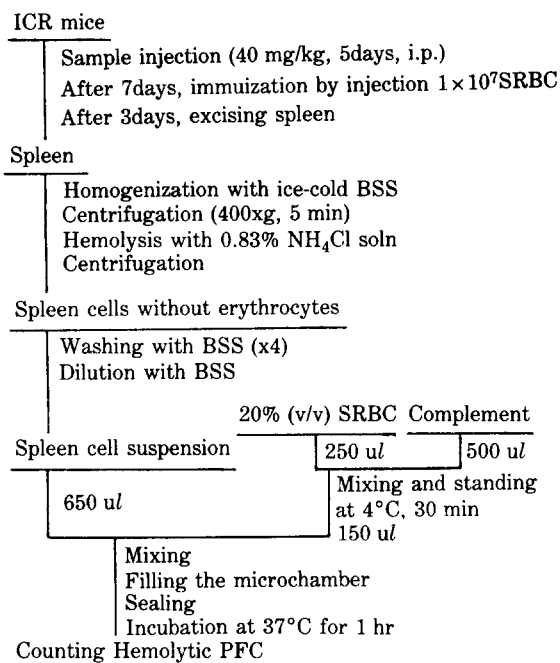 ICR mice
Sample injection (40 mg/kg, 5days, i.p.)
After 7days, immuization by injection 1×10⁷SRBC
After 3days, excising spleen
Spleen
Homogenization with ice-cold BSS
Centrifugation (400xg, 5 min)
Hemolysis with 0.83% NH₄Cl soln
Centrifugation
Spleen cells without erythrocytes
Washing with BSS (x4)
Dilution with BSS
20% (v/v) SRBC Complement
Spleen cell suspension
250 ul
500 ul
650 ul
Mixing and standing
at 4°C, 30 min
150 ul
Mixing
Filling the microchamber
Sealing
Incubation at 37°C for 1 hr
Counting Hemolytic PFC